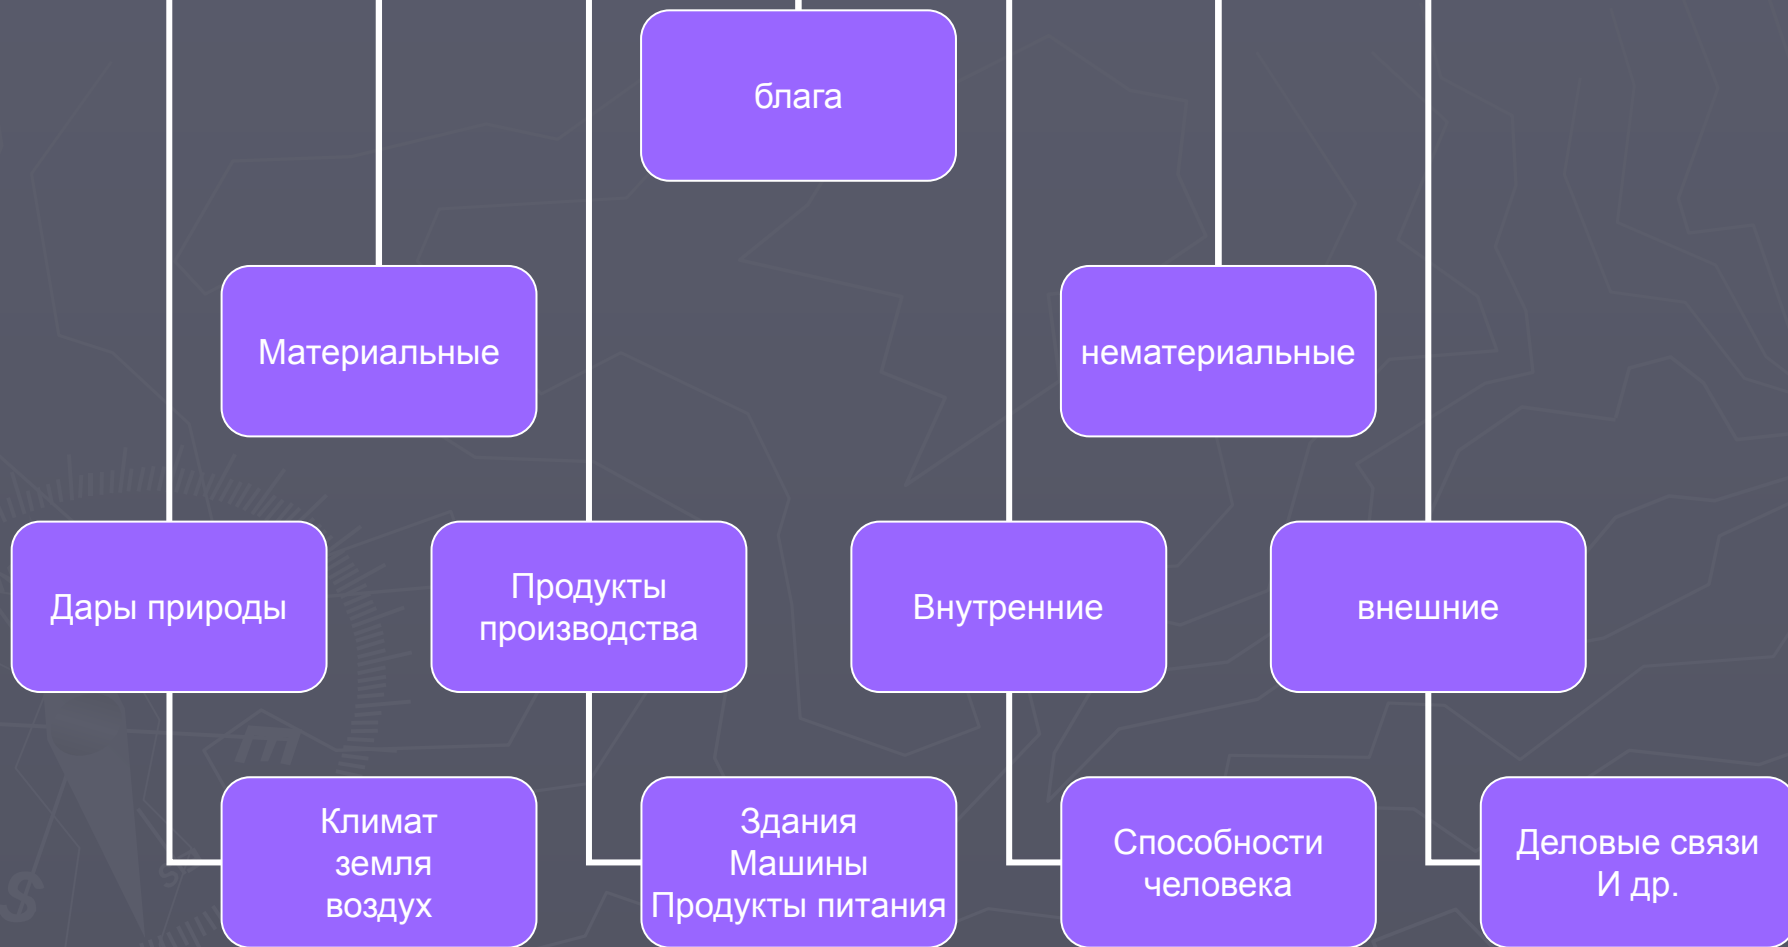 блага
Материальные
нематериальные
Дары природы
Продукты
производства
Внутренние
внешние
Климат
земля
воздух
Здания
Машины
Продукты питания
Способности
человека
Деловые связи
И др.
E
S